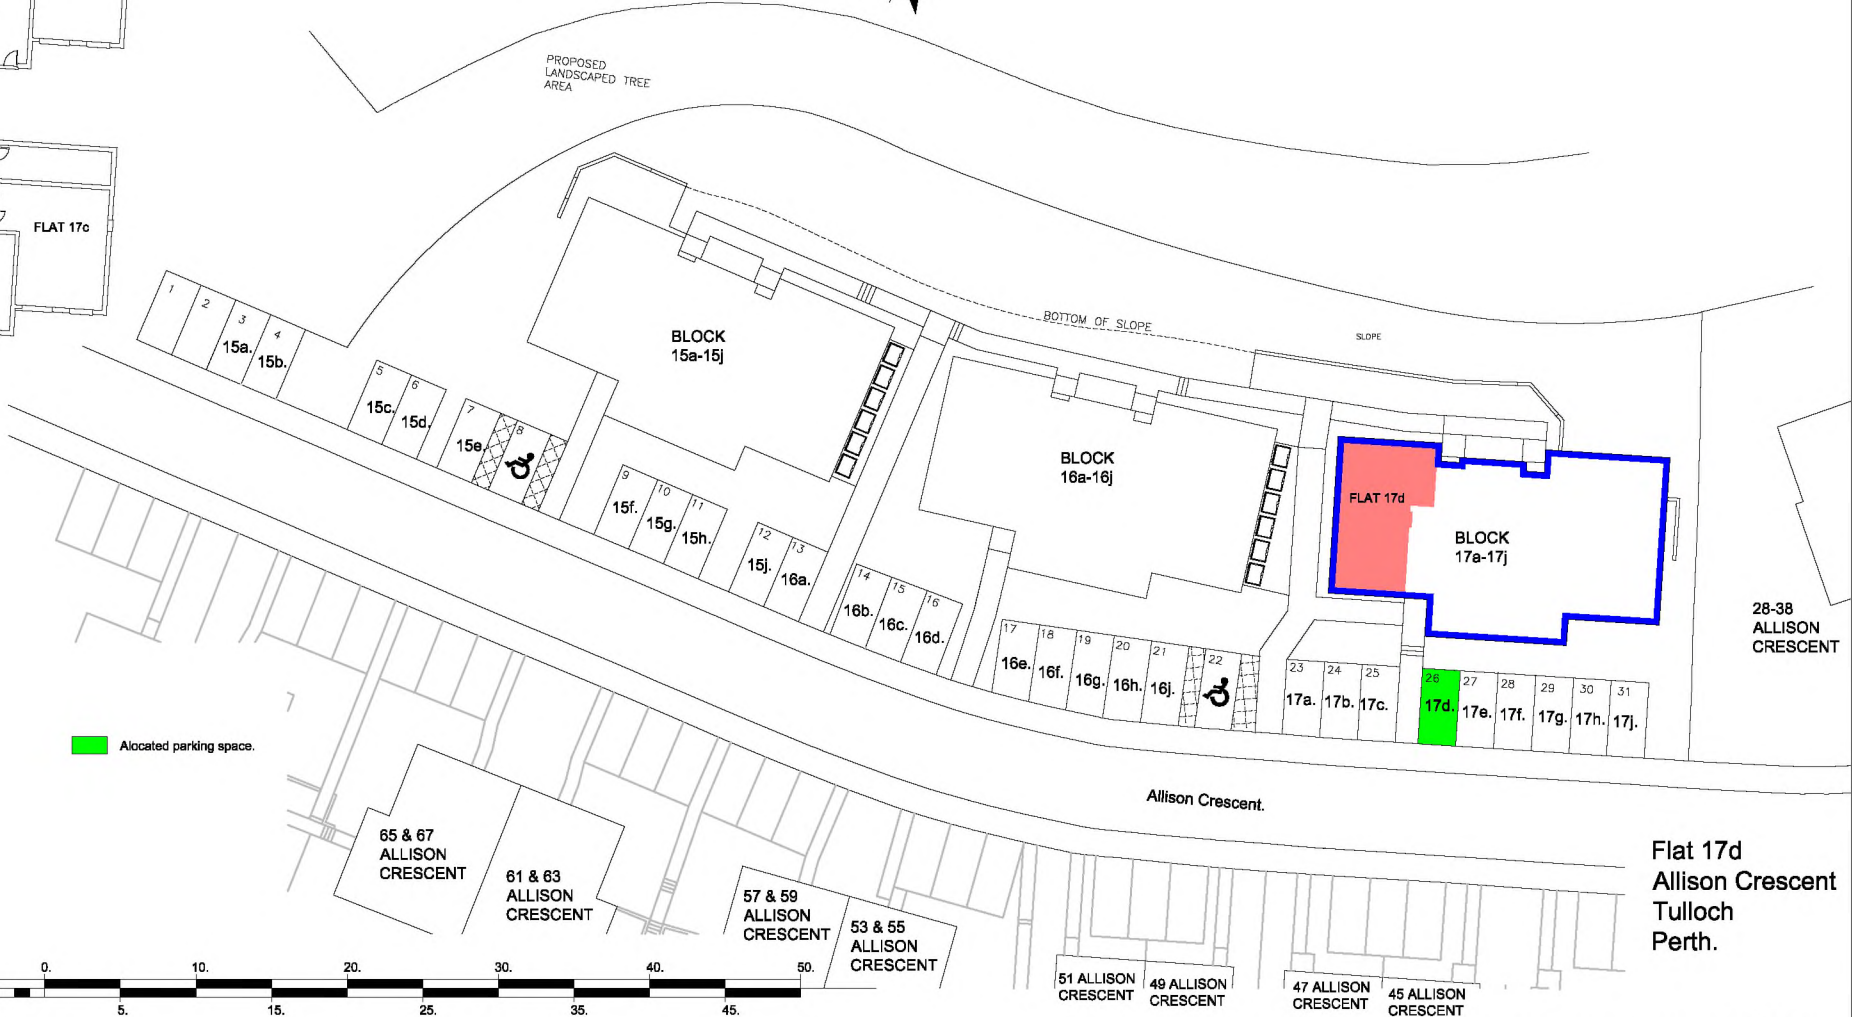 PROPOSED
LANDSCAPED TREE
AREA
FLAT 17c
1
2
3
15a.
4
15b.
5
15c.
6
15d.
7
15e.
8
BLOCK
15a-15j
BOTTOM OF SLOPE
SLOPE
9
15f.
10
15g.
11
15h.
12
15j.
13
16a.
BLOCK
16a-16j
14
16b.
15
16c.
16
16d.
17
16e.
18
16f.
19
16g.
20
16h.
21
16j.
22
FLAT 17d
BLOCK
17a-17j
23
17a.
24
17b.
25
17c.
26
17d.
27
17e.
28
17f.
29
17g.
30
17h.
31
17j.
28-38
ALLISON
CRESCENT
Alocated parking space.
Allison Crescent.
65 & 67
ALLISON
CRESCENT
61 & 63
ALLISON
CRESCENT
57 & 59
ALLISON
CRESCENT
53 & 55
ALLISON
CRESCENT
51 ALLISON
CRESCENT
49 ALLISON
CRESCENT
47 ALLISON
CRESCENT
45 ALLISON
CRESCENT
Flat 17d
Allison Crescent
Tulloch
Perth.
0. 10. 20. 30. 40. 50.
5. 15. 25. 35. 45.